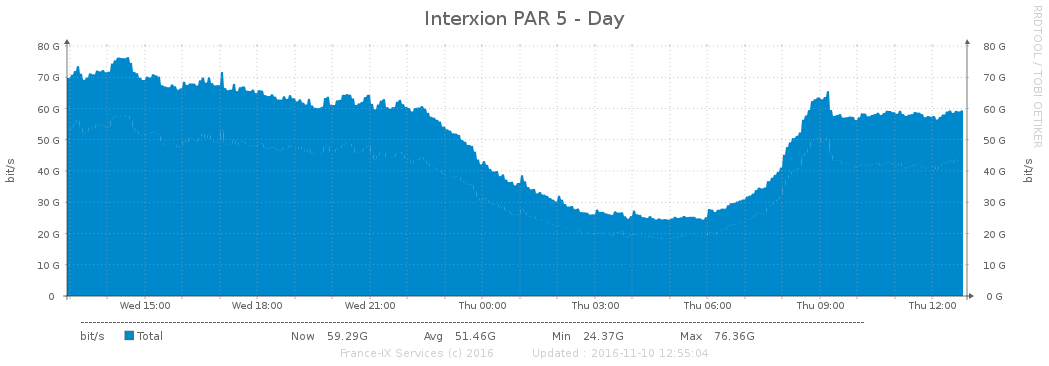 Interxion PAR 5 - Day
RRDTOOL / TOBI OETIKER
80 G 80 G
70 G 70 G
60 G 60 G
50 G 50 G
40 G 40 G
30 G 30 G
20 G 20 G
10 G 10 G
0 0 G
bit/s
bit/s
Wed 15:00 Wed 18:00 Wed 21:00 Thu 00:00 Thu 03:00 Thu 06:00 Thu 09:00 Thu 12:00
bit/s Total Now 59.29G Avg 51.46G Min 24.37G Max 76.36G
France-IX Services (c) 2016 Updated : 2016-11-10 12:55:04